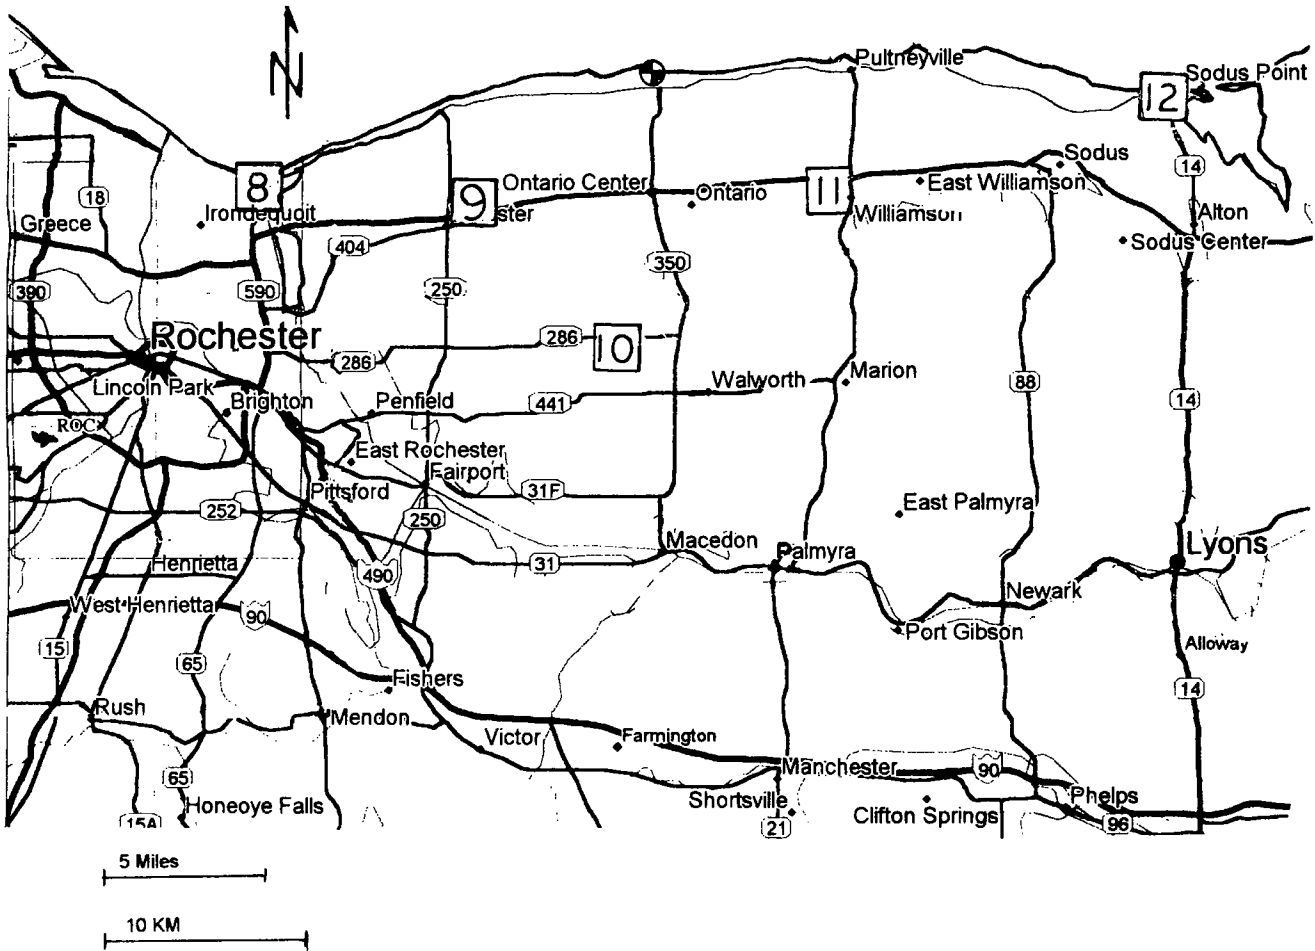 N
Pultneyville
Sodus Point
12
Sodus
14
8
18
Ontario Center
Ontario
11
East Williamson
9
ster
Irondequoit
Greece
Williamson
Alton
Sodus Center
404
350
390
590
250
Rochester
286
10
286
Lincoln Park
Walworth
Marion
88
14
Brighton
Penfield
441
ROC
East Rochester
Fairport
Pittsford
31F
252
250
East Palmyra
Macedon
Palmyra
Lyons
Henrietta
31
490
West Henrietta
90
Newark
Port Gibson
15
65
Alloway
Fishers
14
Rush
Mendon
Victor
Farmington
65
Manchester
90
Shortsville
Phelps
Honeoye Falls
15A
21
Clifton Springs
96
5 Miles
10 KM